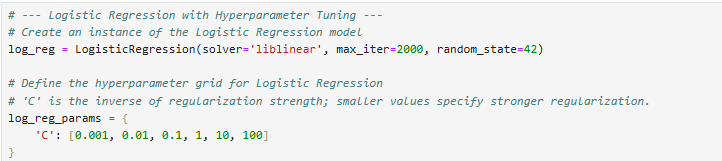 # --- Logistic Regression with Hyperparameter Tuning ---
# Create an instance of the Logistic Regression model
log_reg = LogisticRegression(solver='liblinear', max_iter=2000, random_state=42)

# Define the hyperparameter grid for Logistic Regression
# 'C' is the inverse of regularization strength; smaller values specify stronger regularization.
log_reg_params = {
    'C': [0.001, 0.01, 0.1, 1, 10, 100]
}